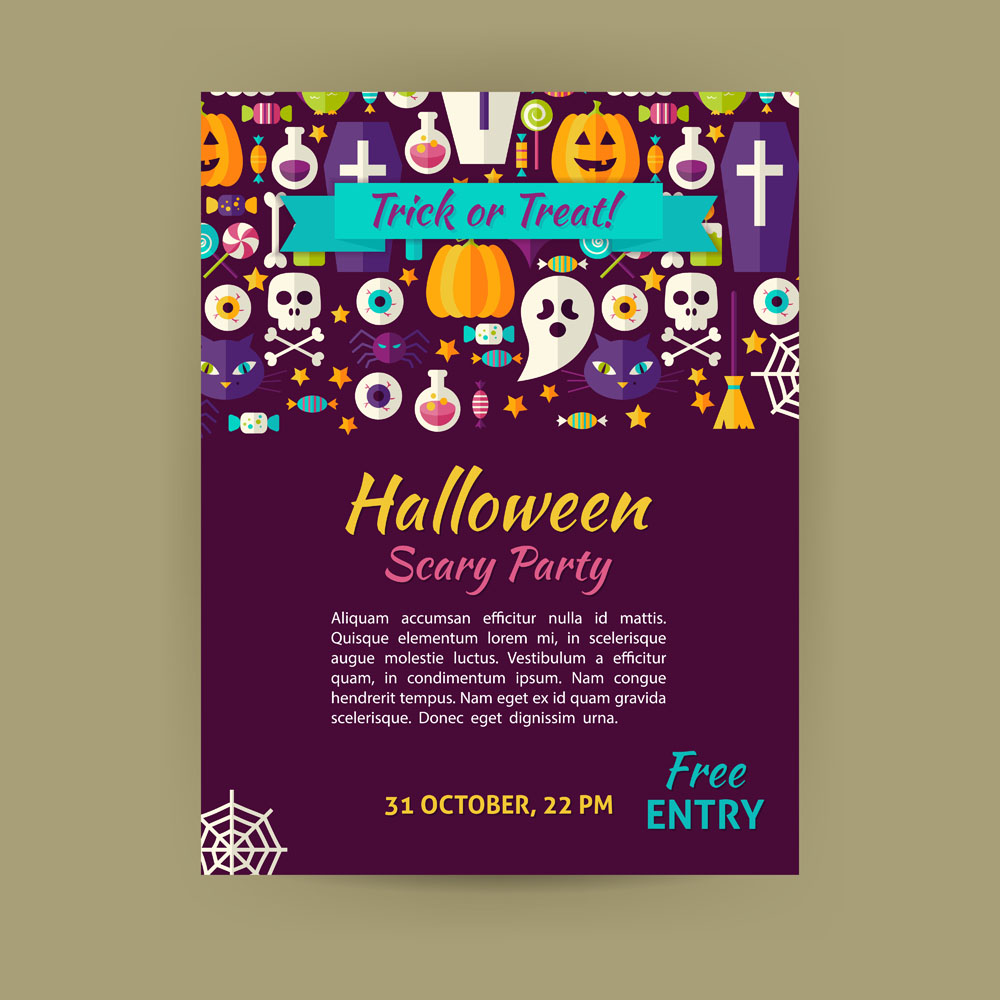 Trick or Treat!
Halloween
Scary Party
Aliquam accumsan efficitur nulla id mattis.
Quisque elementum lorem mi, in scelerisque
augue molestie luctus. Vestibulum a efficitur
quam, in condimentum ipsum. Nam congue
hendrerit tempus. Nam eget ex id quam gravida
scelerisque. Donec eget dignissim urna.
Free
ENTRY
31 OCTOBER, 22 PM